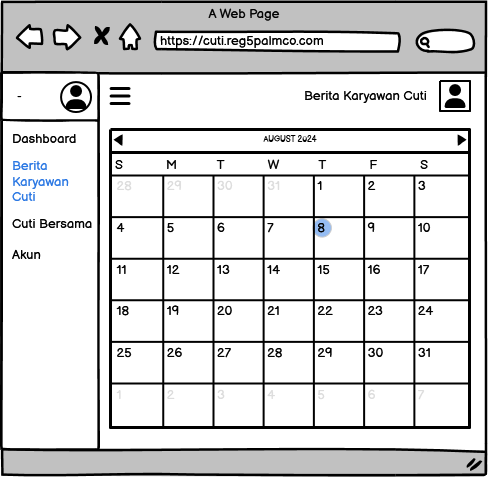 A Web Page
https://cuti.reg5palmco.com
-
Berita Karyawan Cuti
Dashboard
Berita
Karyawan
Cuti
Cuti Bersama
Akun
AUGUST 2024
S M T W T F S
28 29 30 31 1 2 3
4 5 6 7 8 9 10
11 12 13 14 15 16 17
18 19 20 21 22 23 24
25 26 27 28 29 30 31
1 2 3 4 5 6 7